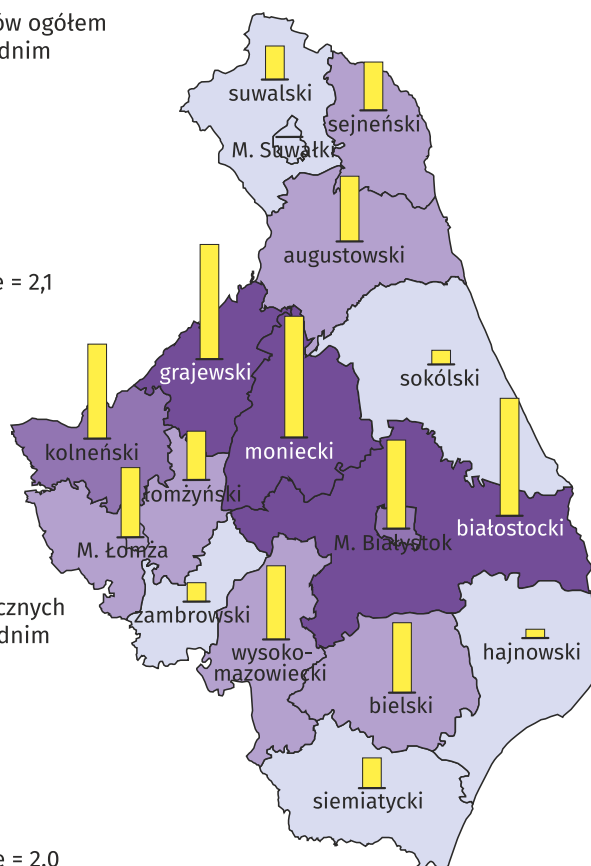 ów ogółem
dnim
suwalski
sejneński
M. Suwałki
augustowski
e = 2,1
grajewski
sokólski
kolneński
moniecki
łomżyński
białostocki
M. Białystok
M. Łomża
cznych
dnim
zambrowski
wysoko-
mazowiecki
hajnowski
bielski
siemiatycki
e = 2,0